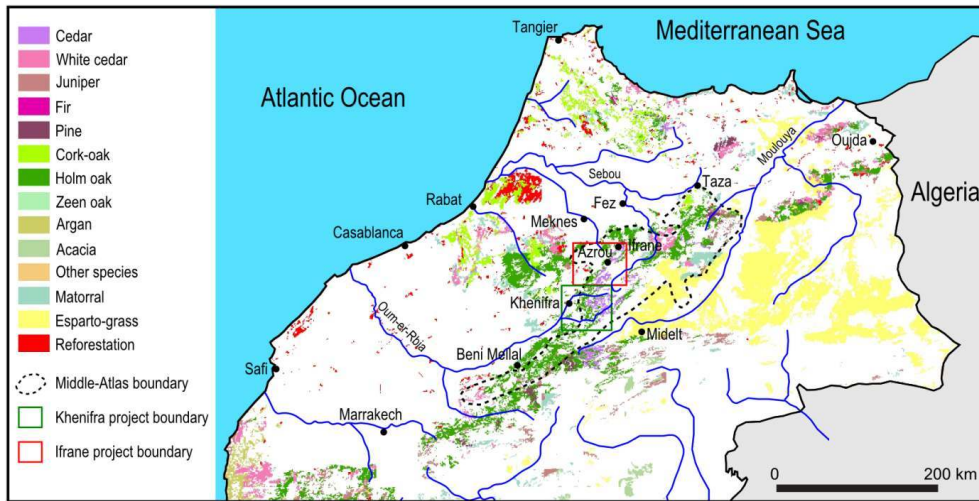 Cedar
White cedar
Juniper
Fir
Pine
Cork-oak
Holm oak
Zeen oak
Argan
Acacia
Other species
Matorral
Esparto-grass
Reforestation
Middle-Atlas boundary
Khenifra project boundary
Ifrane project boundary
Tangier
Mediterranean Sea
Atlantic Ocean
Moulouya
Oujda
Sebou
Taza
Algeria
Rabat
Fez
Meknes
Casablanca
Ifrane
Azrou
Khenifra
Oum-er-Rbja
Midelt
Beni Mellal
Safi
Marrakech
0
200 km